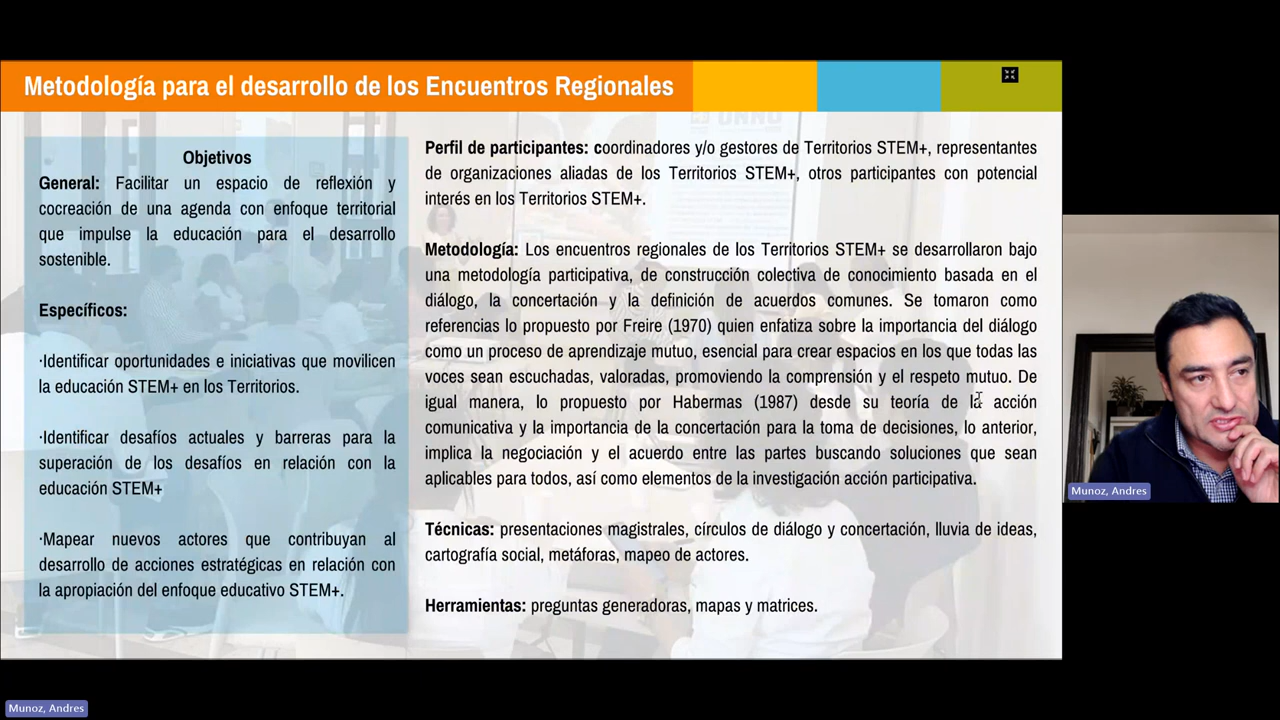 Metodología para el desarrollo de los Encuentros Regionales
Objetivos
General: Facilitar un espacio de reflexión y
cocreación de una agenda con enfoque territorial
que impulse la educación para el desarrollo
sostenible.
Específicos:
·Identificar oportunidades e iniciativas que movilicen
la educación STEM+ en los Territorios.
·Identificar desafíos actuales y barreras para la
superación de los desafíos en relación con la
educación STEM+
·Mapear nuevos actores que contribuyan al
desarrollo de acciones estratégicas en relación con
la apropiación del enfoque educativo STEM+.
Perfil de participantes: coordinadores y/o gestores de Territorios STEM+, representantes
de organizaciones aliadas de los Territorios STEM+, otros participantes con potencial
interés en los Territorios STEM+.
Metodología: Los encuentros regionales de los Territorios STEM+ se desarrollaron bajo
una metodología participativa, de construcción colectiva de conocimiento basada en el
diálogo, la concertación y la definición de acuerdos comunes. Se tomaron como
referencias lo propuesto por Freire (1970) quien enfatiza sobre la importancia del diálogo
como un proceso de aprendizaje mutuo, esencial para crear espacios en los que todas las
voces sean escuchadas, valoradas, promoviendo la comprensión y el respeto mutuo. De
igual manera, lo propuesto por Habermas (1987) desde su teoría de la acción
comunicativa y la importancia de la concertación para la toma de decisiones, lo anterior,
implica la negociación y el acuerdo entre las partes buscando soluciones que sean
aplicables para todos, así como elementos de la investigación acción participativa.
Técnicas: presentaciones magistrales, círculos de diálogo y concertación, lluvia de ideas,
cartografía social, metáforas, mapeo de actores.
Herramientas: preguntas generadoras, mapas y matrices.
Munoz, Andres
Munoz, Andres